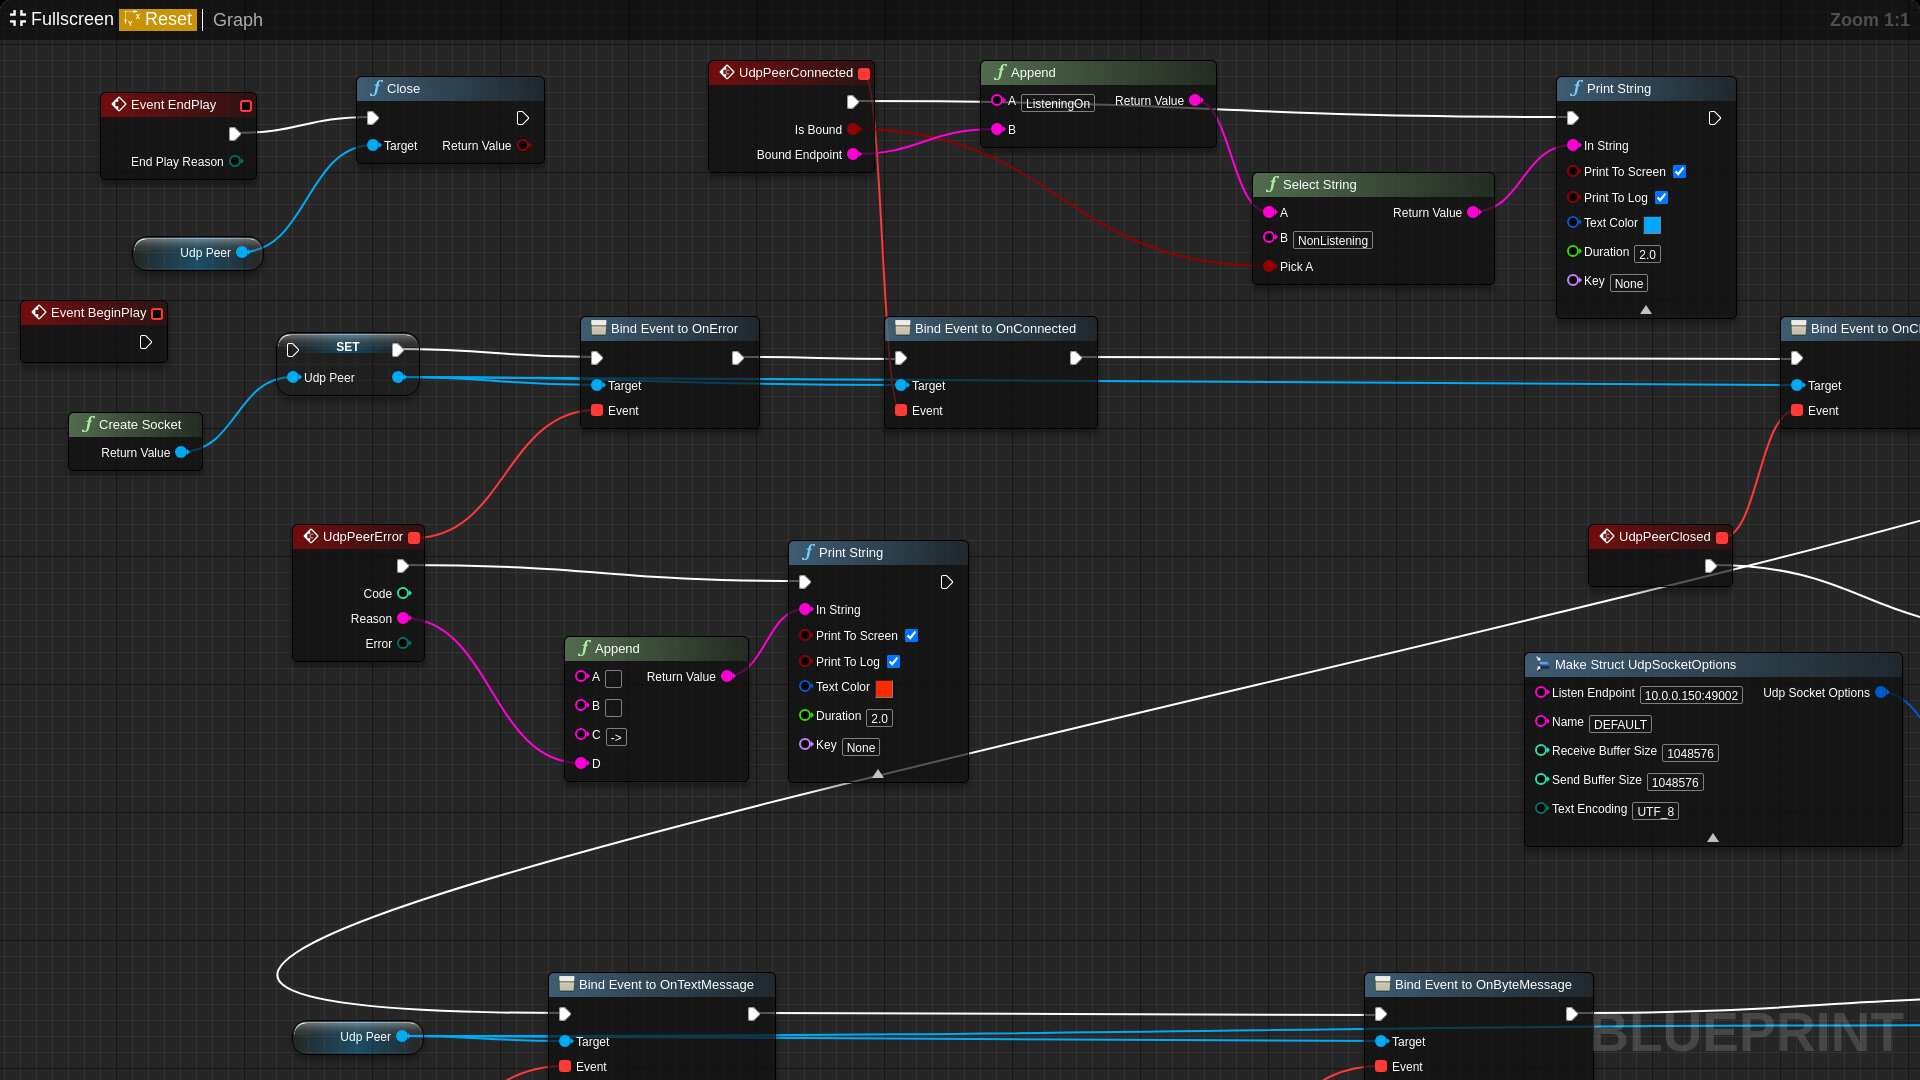 Fullscreen Reset Graph Zoom 1:1
Event EndPlay
End Play Reason
Close
Target Return Value
Udp Peer
UdpPeerConnected
Is Bound
Bound Endpoint
Append
A ListeningOn Return Value
B
Select String
A Return Value
B NonListening
Pick A
Print String
In String
Print To Screen
Print To Log
Text Color
Duration 2.0
Key None
Event BeginPlay
SET
Udp Peer
Create Socket
Return Value
Bind Event to OnError
Target
Event
Bind Event to OnConnected
Target
Event
Bind Event to OnCl
Target
Event
UdpPeerError
Code
Reason
Error
Append
A Return Value
B
C ->
D
Print String
In String
Print To Screen
Print To Log
Text Color
Duration 2.0
Key None
UdpPeerClosed
Make Struct UdpSocketOptions
Listen Endpoint 10.0.0.150:49002 Udp Socket Options
Name DEFAULT
Receive Buffer Size 1048576
Send Buffer Size 1048576
Text Encoding UTF_8
Udp Peer
Bind Event to OnTextMessage
Target
Event
Bind Event to OnByteMessage
Target
Event
BLUEPRINT